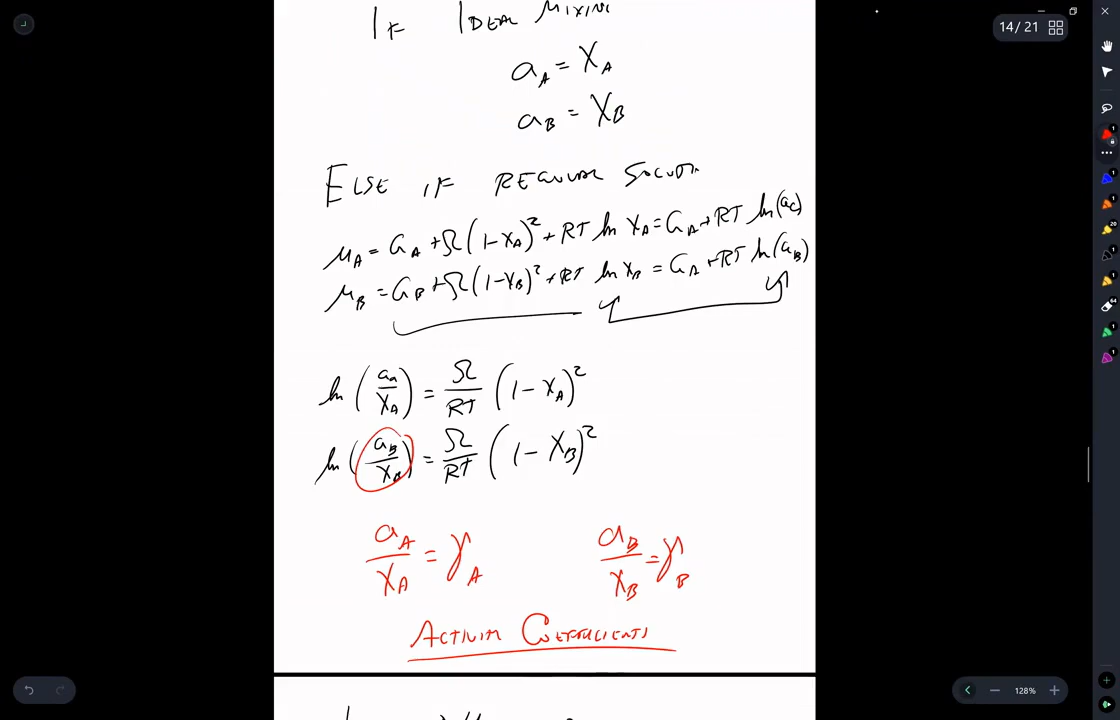 14 / 21
IF IDEAL MIXING
a_A = X_A
a_B = X_B
ELSE IF REGULAR SOLUTION
μ_A = G_A + Ω(1-X_A)² + RT ln X_A = G_A + RT ln(a_C)
μ_B = G_B + Ω(1-X_B)² + RT ln X_B = G_A + RT ln(a_B)
ln(a_A/X_A) = Ω/RT (1-X_A)²
ln(a_B/X_B) = Ω/RT (1-X_B)²
a_A/X_A = γ_A    a_B/X_B = γ_B
ACTIVITY COEFFICIENTS
128%